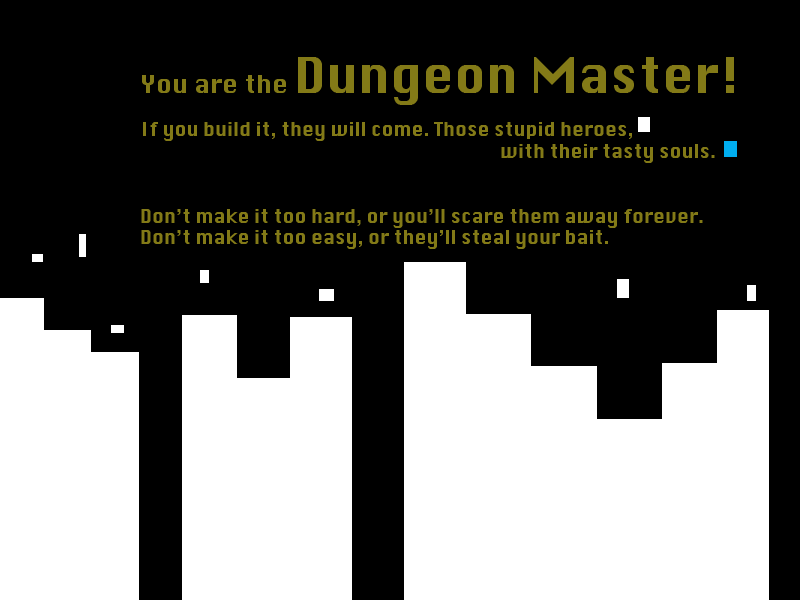 You are the Dungeon Master!
If you build it, they will come. Those stupid heroes,
with their tasty souls.
Don't make it too hard, or you'll scare them away forever.
Don't make it too easy, or they'll steal your bait.